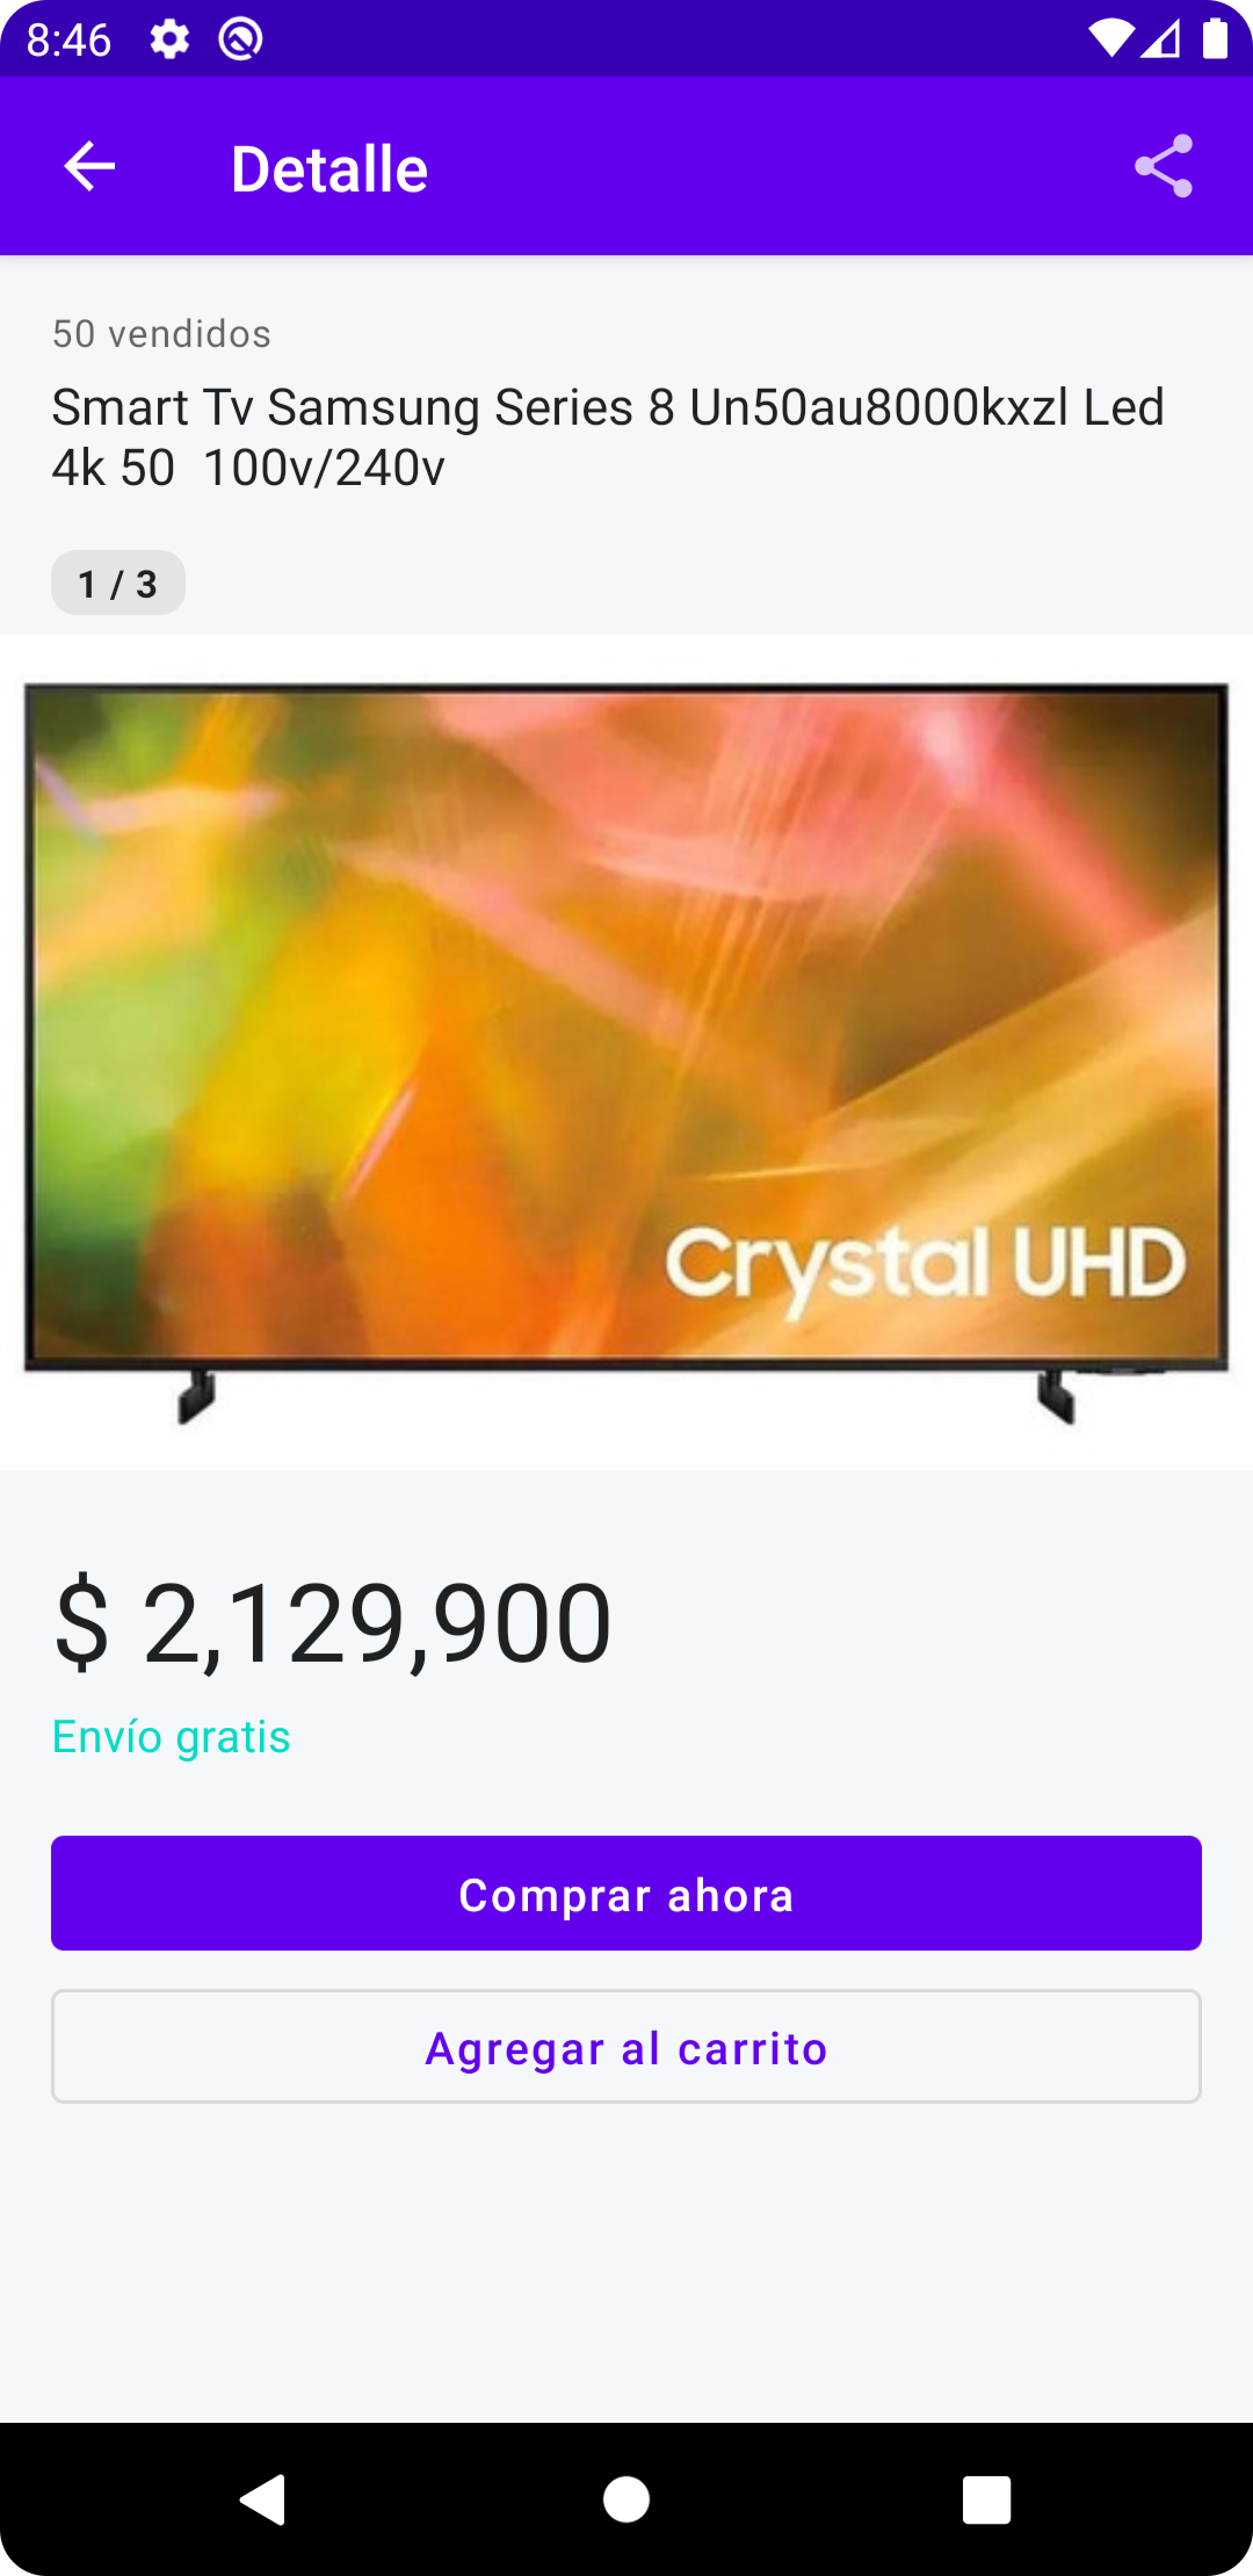 8:46
Detalle
50 vendidos
Smart Tv Samsung Series 8 Un50au8000kxzl Led
4k 50  100v/240v
1 / 3
Crystal UHD
$ 2,129,900
Envío gratis
Comprar ahora
Agregar al carrito